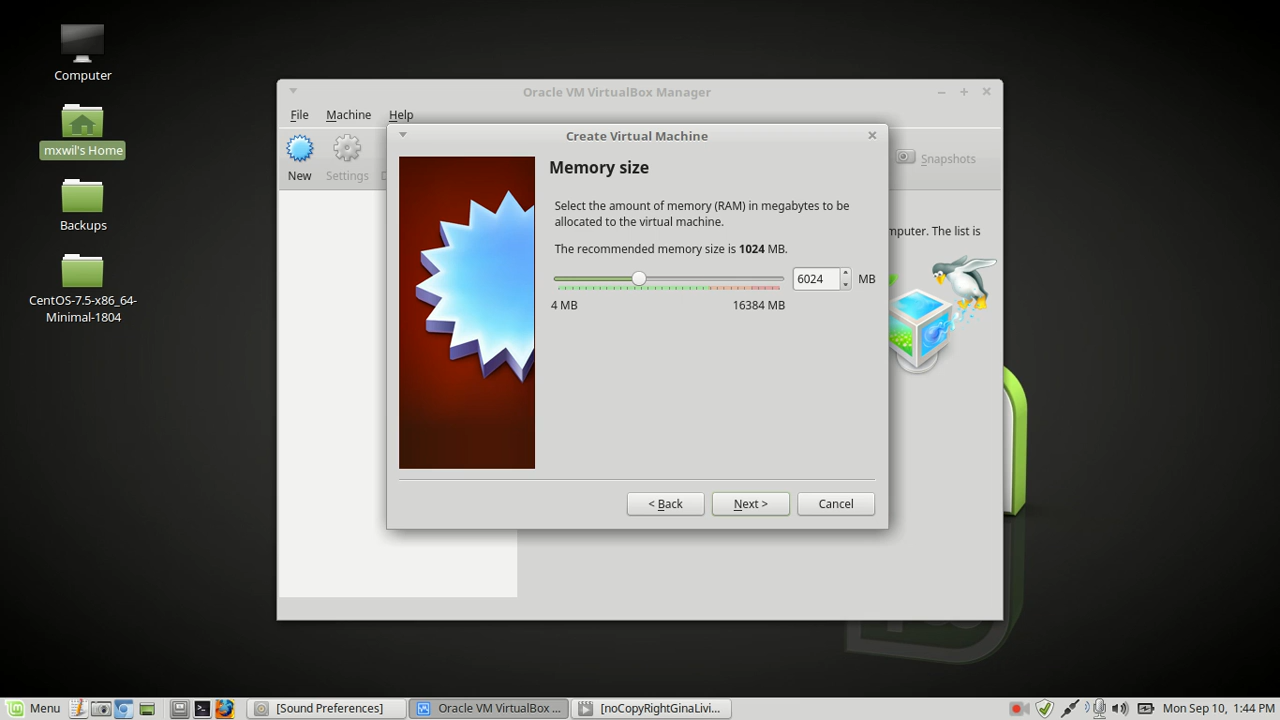 Computer
mxwil's Home
Backups
CentOS-7.5-x86_64-
Minimal-1804
Oracle VM VirtualBox Manager
File Machine Help
New
Settings
Snapshots
mputer. The list is
Create Virtual Machine
Memory size
Select the amount of memory (RAM) in megabytes to be
allocated to the virtual machine.
The recommended memory size is 1024 MB.
6024 MB
4 MB 16384 MB
< Back Next > Cancel
Menu [Sound Preferences] Oracle VM VirtualBox ... [noCopyRightGinaLivi... Mon Sep 10, 1:44 PM